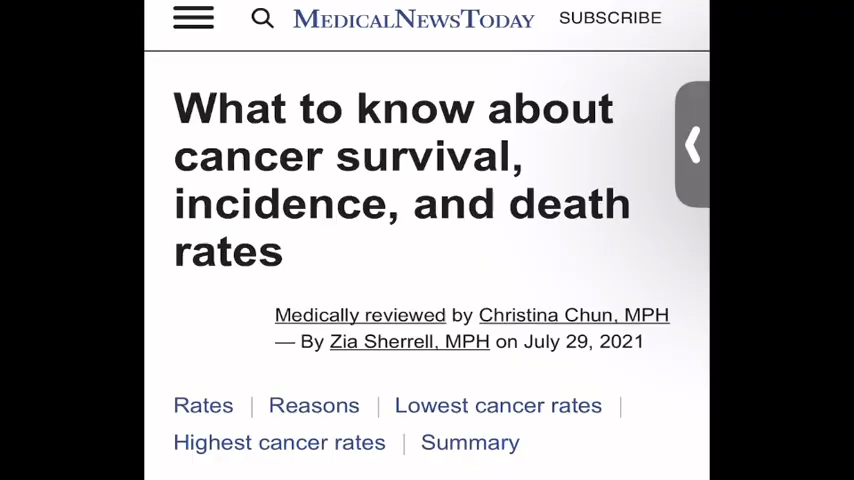 MEDICALNEWSTODAY SUBSCRIBE
What to know about
cancer survival,
incidence, and death
rates
Medically reviewed by Christina Chun, MPH
— By Zia Sherrell, MPH on July 29, 2021
Rates | Reasons | Lowest cancer rates |
Highest cancer rates | Summary